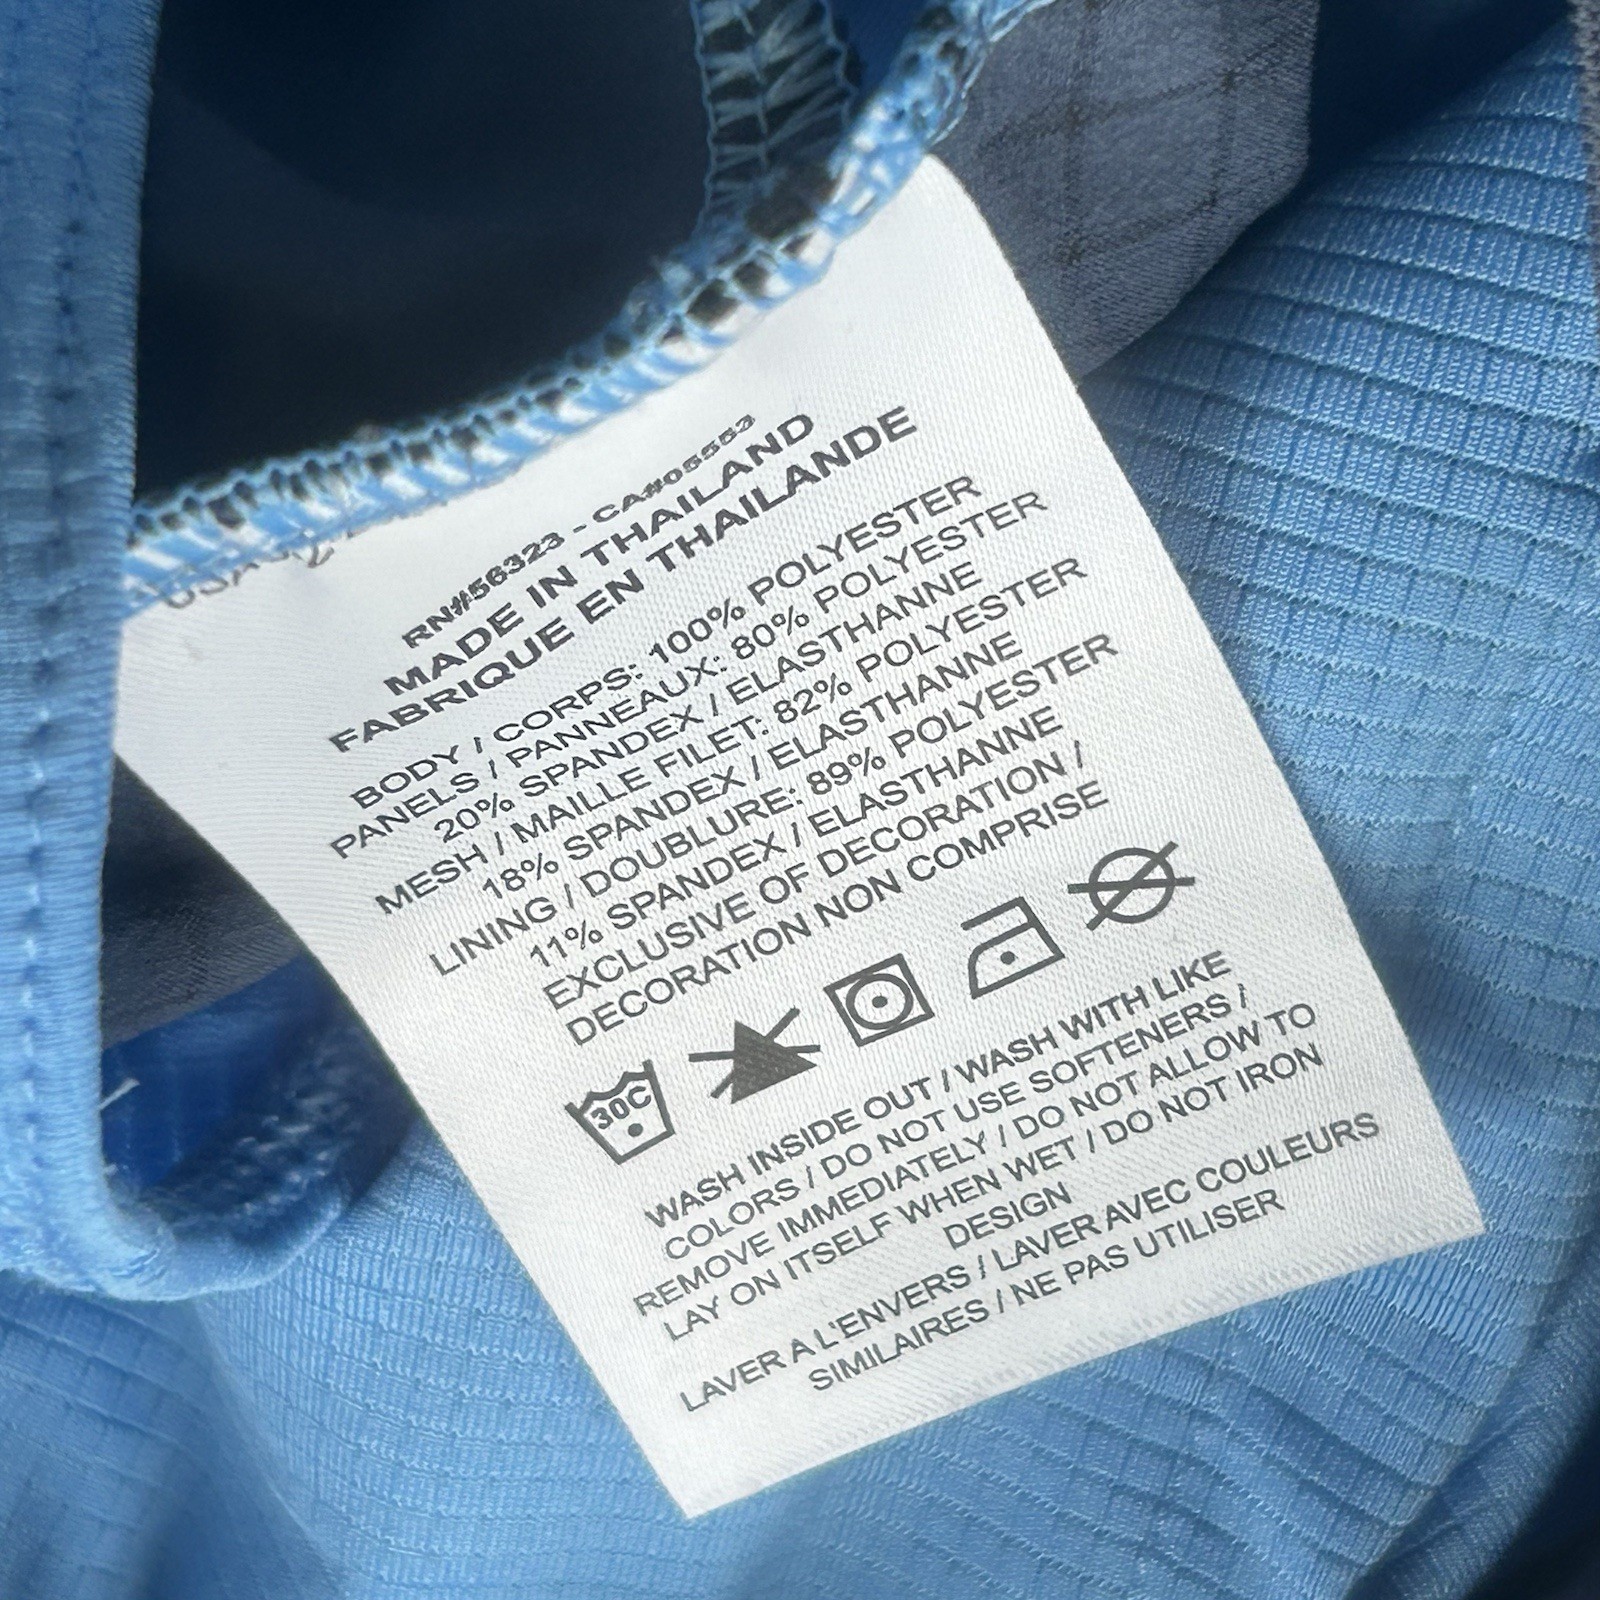 RN#56323 - CA#05553
MADE IN THAILAND
FABRIQUE EN THAILANDE
BODY / CORPS: 100% POLYESTER
PANELS / PANNEAUX: 80% POLYESTER
20% SPANDEX / ELASTHANNE
MESH / MAILLE FILET: 82% POLYESTER
18% SPANDEX / ELASTHANNE
LINING / DOUBLURE: 89% POLYESTER
11% SPANDEX / ELASTHANNE
EXCLUSIVE OF DECORATION /
DECORATION NON COMPRISE
30C
WASH INSIDE OUT / WASH WITH LIKE
COLORS / DO NOT USE SOFTENERS /
REMOVE IMMEDIATELY / DO NOT ALLOW TO
LAY ON ITSELF WHEN WET / DO NOT IRON
DESIGN
LAVER A L'ENVERS / LAVER AVEC COULEURS
SIMILAIRES / NE PAS UTILISER